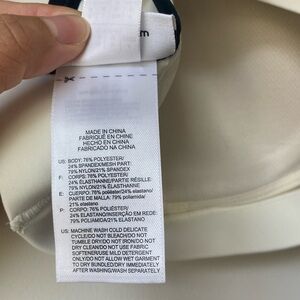 m
MADE IN CHINA
FABRIQUÉ EN CHINE
HECHO EN CHINA
FABRICADO NA CHINA
US: BODY: 76% POLYESTER/
24% SPANDEX/MESH PART:
79% NYLON/21% SPANDEX
F: CORPS: 76% POLYESTER/
24% ÉLASTHANNE/PARTIE RÉSILLE:
79% NYLON/21% ÉLASTHANNE
E: CUERPO: 76% poliéster/24% elastano/
PARTE DE MALLA: 79% poliamida/
21% elastano
P: CORPO: 76% POLIÉSTER/
24% ELASTANO/INSERÇÃO EM REDE:
79% POLIAMIDA/21% ELASTANO
US: MACHINE WASH COLD DELICATE
CYCLE/DO NOT BLEACH/DO NOT
TUMBLE DRY/DO NOT IRON/DO NOT
DRY CLEAN/DO NOT USE FABRIC
SOFTENER/USE MILD DETERGENT
ONLY/DO NOT ALLOW WET GARMENT
TO DRY BUNDLED/DRY IMMEDIATELY
AFTER WASHING/WASH SEPARATELY